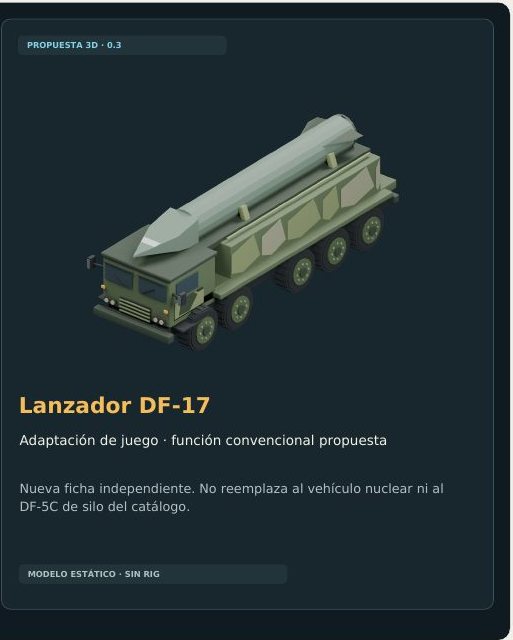 PROPUESTA 3D · 0.3
Lanzador DF-17
Adaptación de juego · función convencional propuesta
Nueva ficha independiente. No reemplaza al vehículo nuclear ni al
DF-5C de silo del catálogo.
MODELO ESTÁTICO · SIN RIG